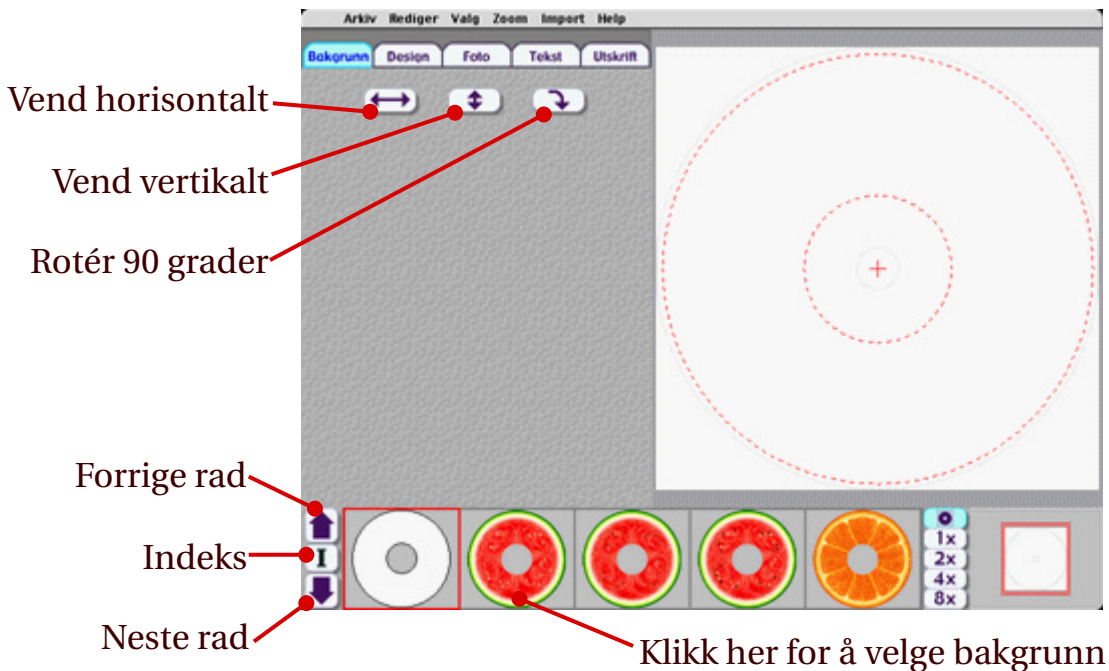 Arkiv Rediger Valg Zoom Import Help
Bakgrunn Design Foto Tekst Utskrift
Vend horisontalt
Vend vertikalt
Rotér 90 grader
Forrige rad
Indeks
I
Neste rad
1x
2x
4x
8x
Klikk her for å velge bakgrunn